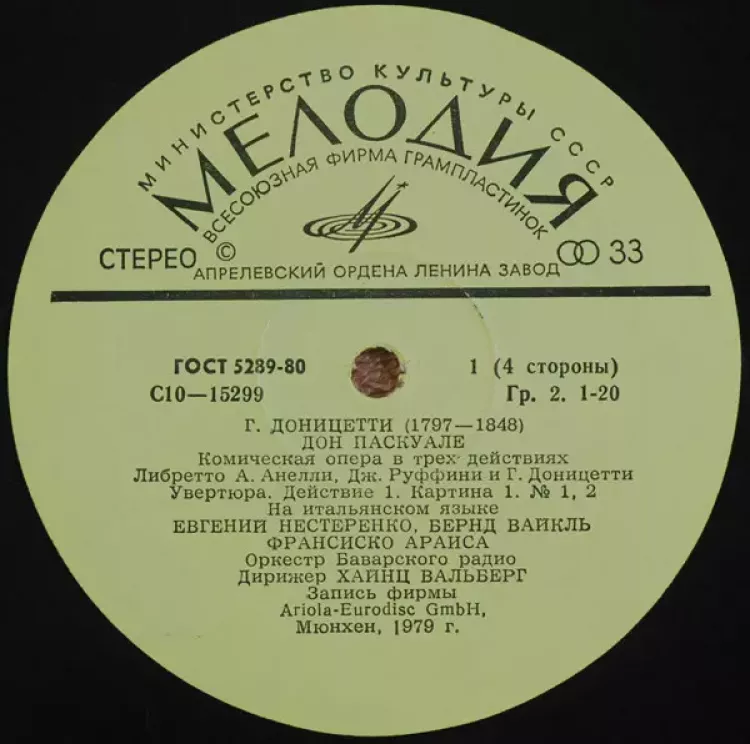 МИНИСТЕРСТВО КУЛЬТУРЫ СССР
МЕЛОДИЯ
ВСЕСОЮЗНАЯ ФИРМА ГРАМПЛАСТИНОК
СТЕРЕО © 33
АПРЕЛЕВСКИЙ ОРДЕНА ЛЕНИНА ЗАВОД
ГОСТ 5289-80 1 (4 стороны)
С10—15299 Гр. 2. 1-20
Г. ДОНИЦЕТТИ (1797—1848)
ДОН ПАСКУАЛЕ
Комическая опера в трех действиях
Либретто А. Анелли, Дж. Руффини и Г. Доницетти
Увертюра. Действие 1. Картина 1. № 1, 2
На итальянском языке
ЕВГЕНИЙ НЕСТЕРЕНКО, БЕРНД ВАЙКЛЬ
ФРАНСИСКО АРАИСА
Оркестр Баварского радио
Дирижер ХАЙНЦ ВАЛЬБЕРГ
Запись фирмы
Ariola-Eurodisc GmbH,
Мюнхен, 1979 г.